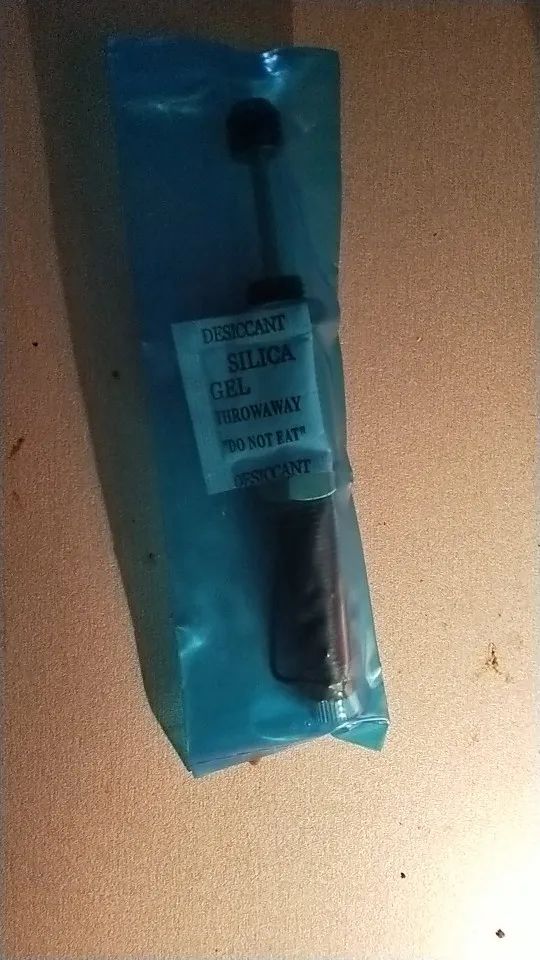 DESICCANT
SILICA
GEL
THROWAWAY
"DO NOT EAT"
DESICCANT